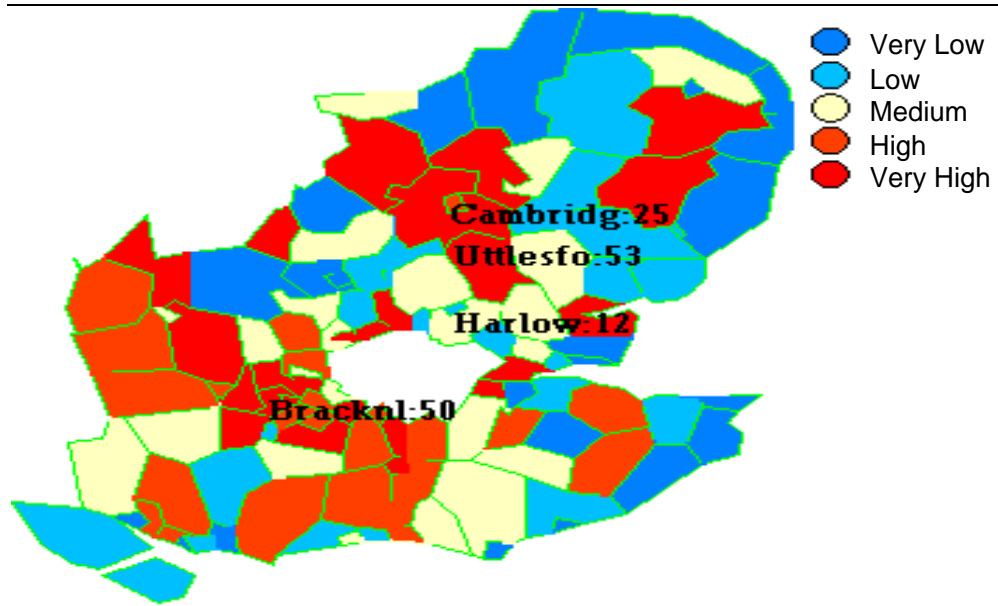 Very Low
Low
Medium
High
Very High
Cambridg:25
Uttlesfo:53
Harlow:12
Bracknl:50